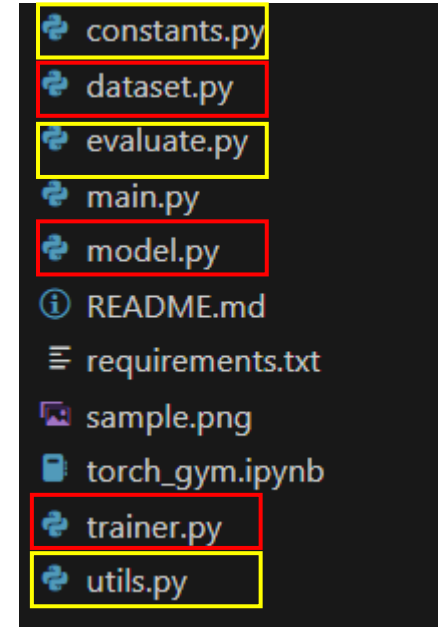 constants.py
dataset.py
evaluate.py
main.py
model.py
README.md
requirements.txt
sample.png
torch_gym.ipynb
trainer.py
utils.py